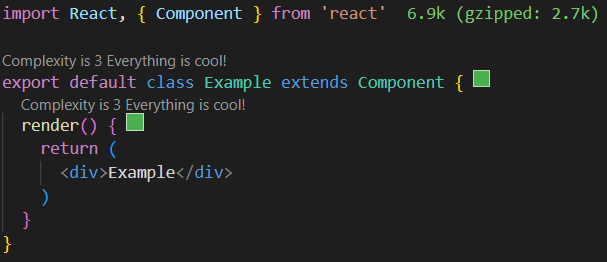 import React, { Component } from 'react' 6.9k (gzipped: 2.7k)
Complexity is 3 Everything is cool!
export default class Example extends Component {
Complexity is 3 Everything is cool!
render() {
return (
<div>Example</div>
)
}
}